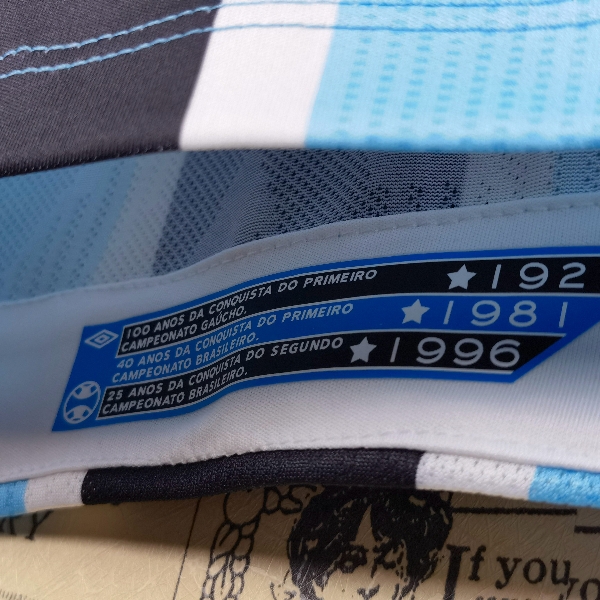 100 ANOS DA CONQUISTA DO PRIMEIRO
CAMPEONATO GAÚCHO.
192
40 ANOS DA CONQUISTA DO PRIMEIRO
CAMPEONATO BRASILEIRO.
1981
25 ANOS DA CONQUISTA DO SEGUNDO
CAMPEONATO BRASILEIRO.
1996
If you